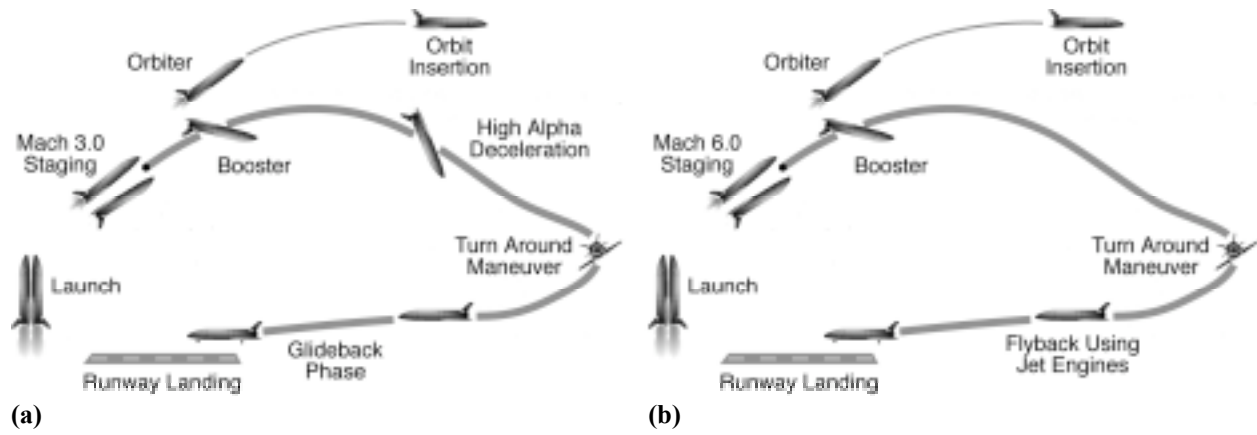 Orbiter
Orbit
Insertion
Mach 3.0
Staging
Booster
High Alpha
Deceleration
Turn Around
Maneuver
Launch
Glideback
Phase
Runway Landing
(a)
Orbiter
Orbit
Insertion
Mach 6.0
Staging
Booster
Turn Around
Maneuver
Launch
Flyback Using
Jet Engines
Runway Landing
(b)